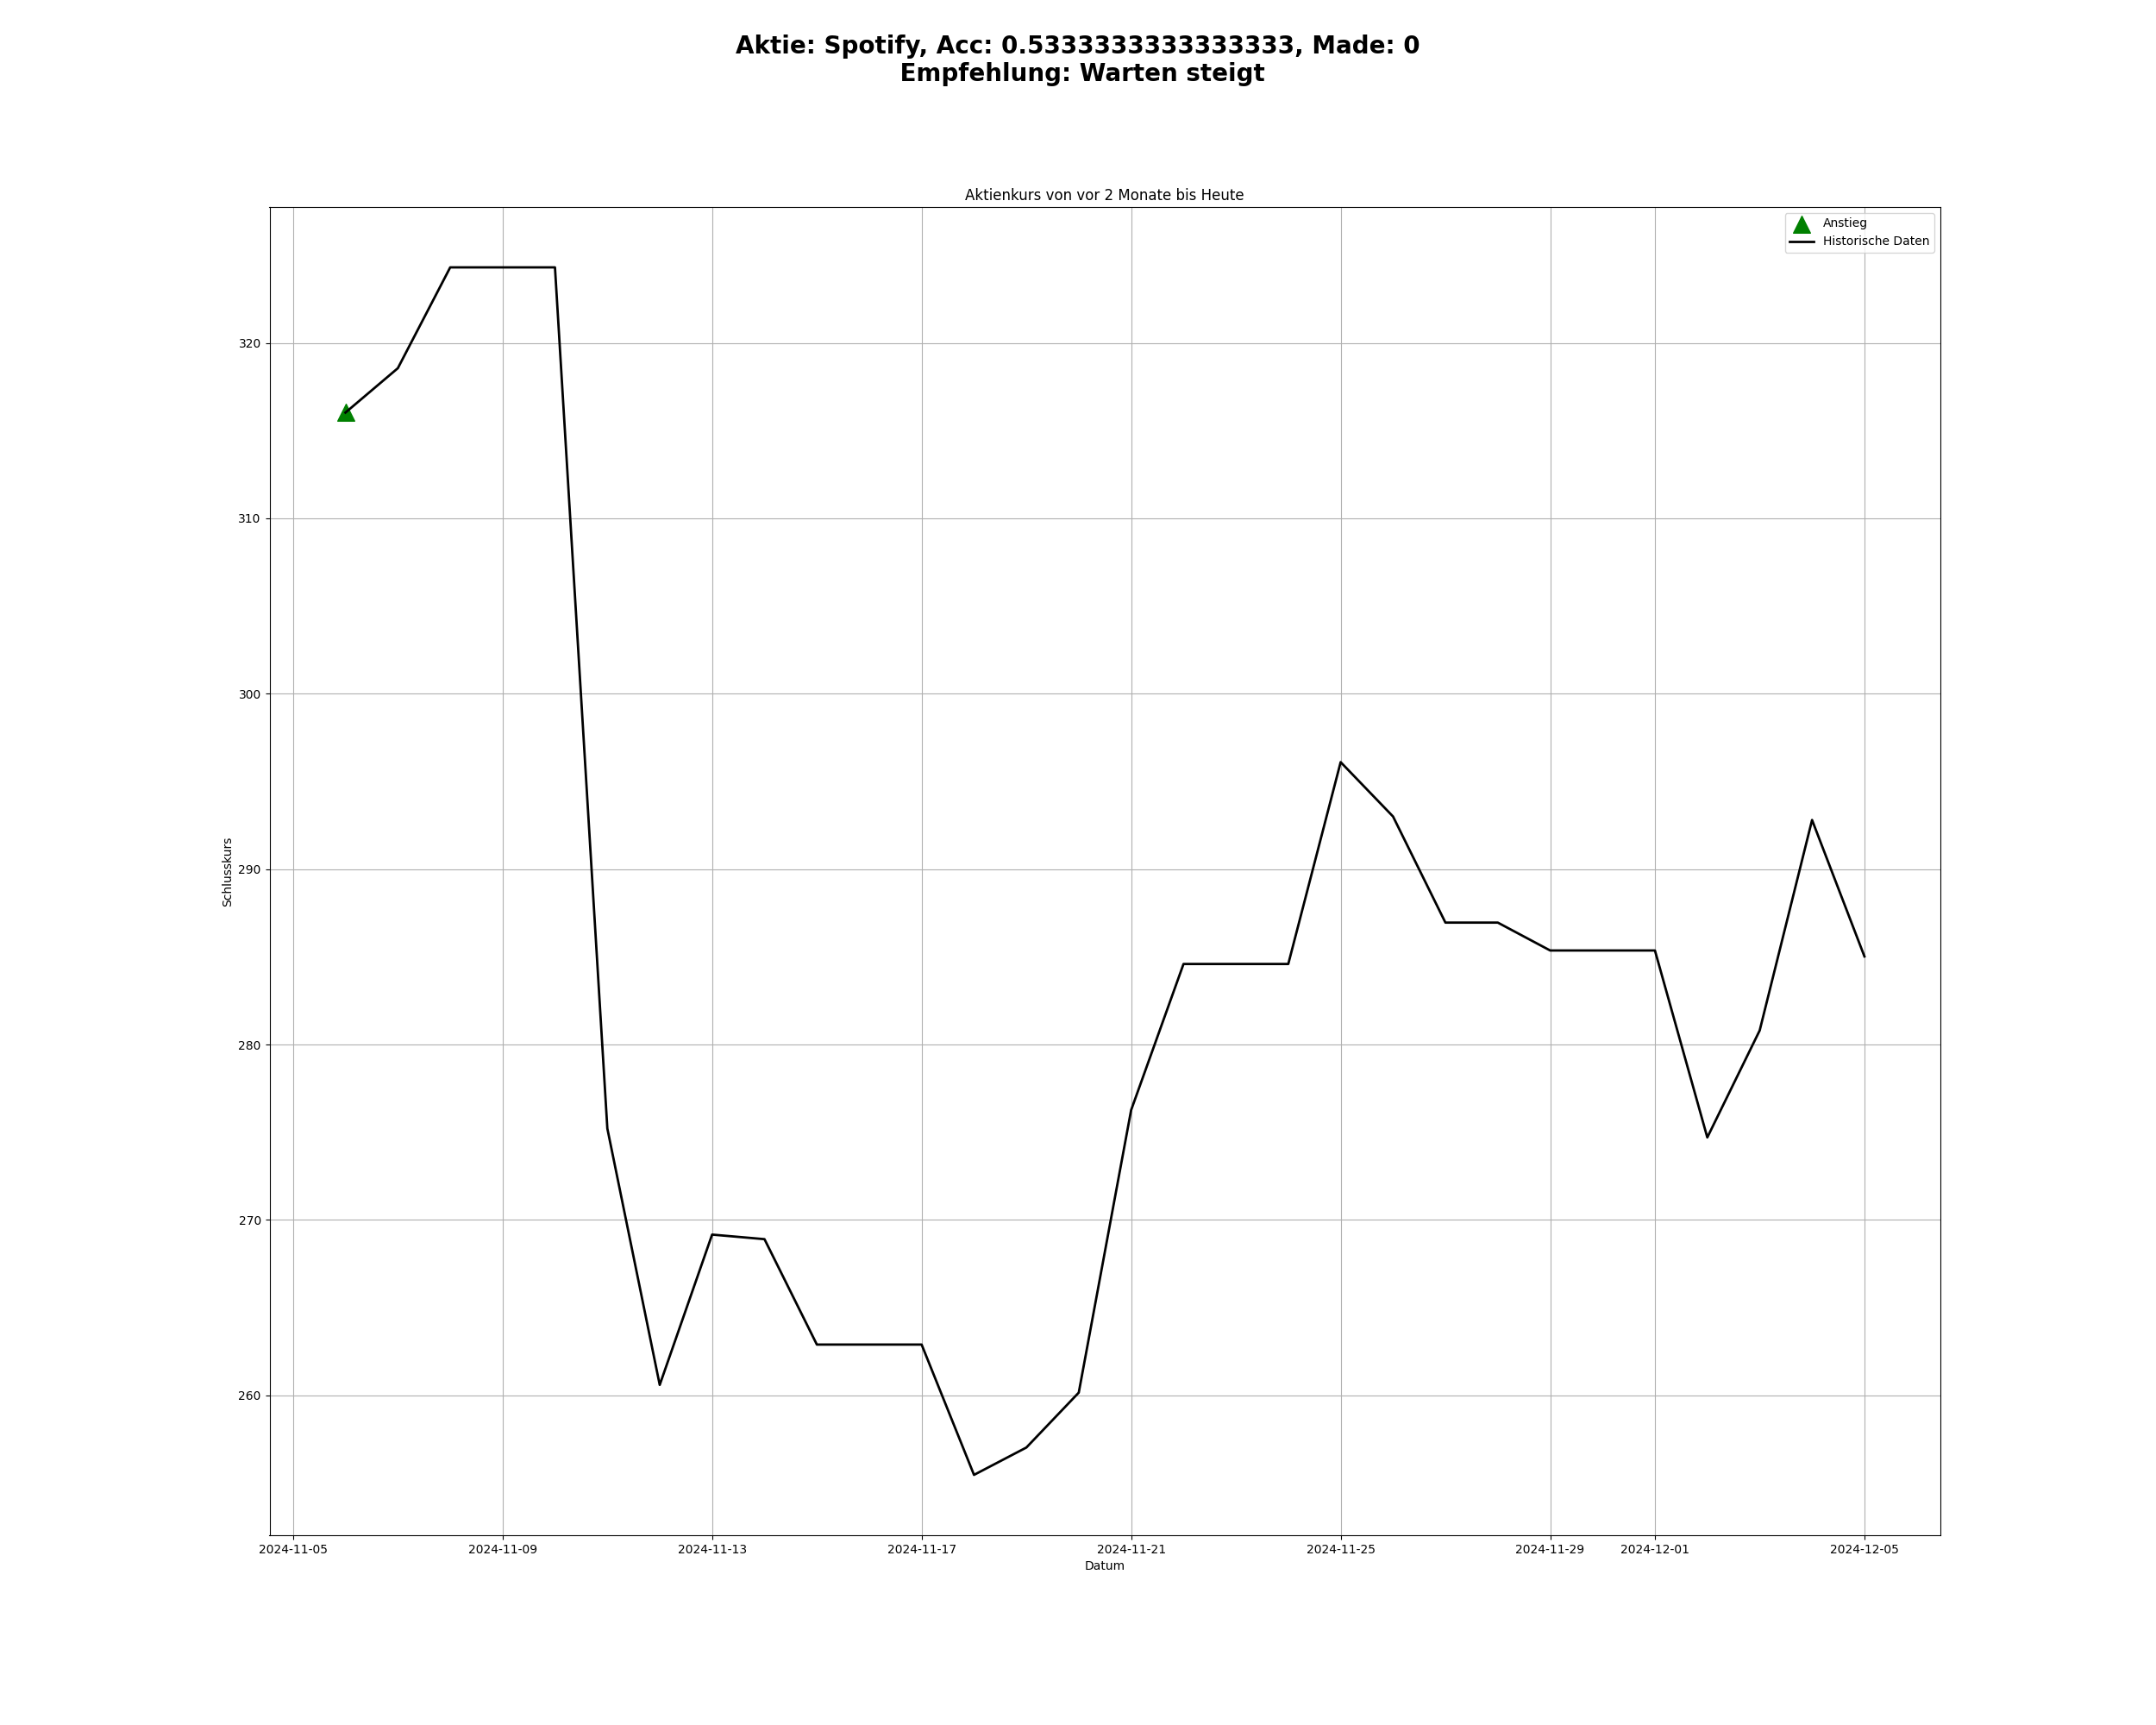 Aktie: Spotify, Acc: 0.5333333333333333, Made: 0
Empfehlung: Warten steigt
Aktienkurs von vor 2 Monate bis Heute
Anstieg
Historische Daten
320
310
300
290
280
270
260
Schlusskurs
2024-11-05
2024-11-09
2024-11-13
2024-11-17
2024-11-21
2024-11-25
2024-11-29
2024-12-01
2024-12-05
Datum